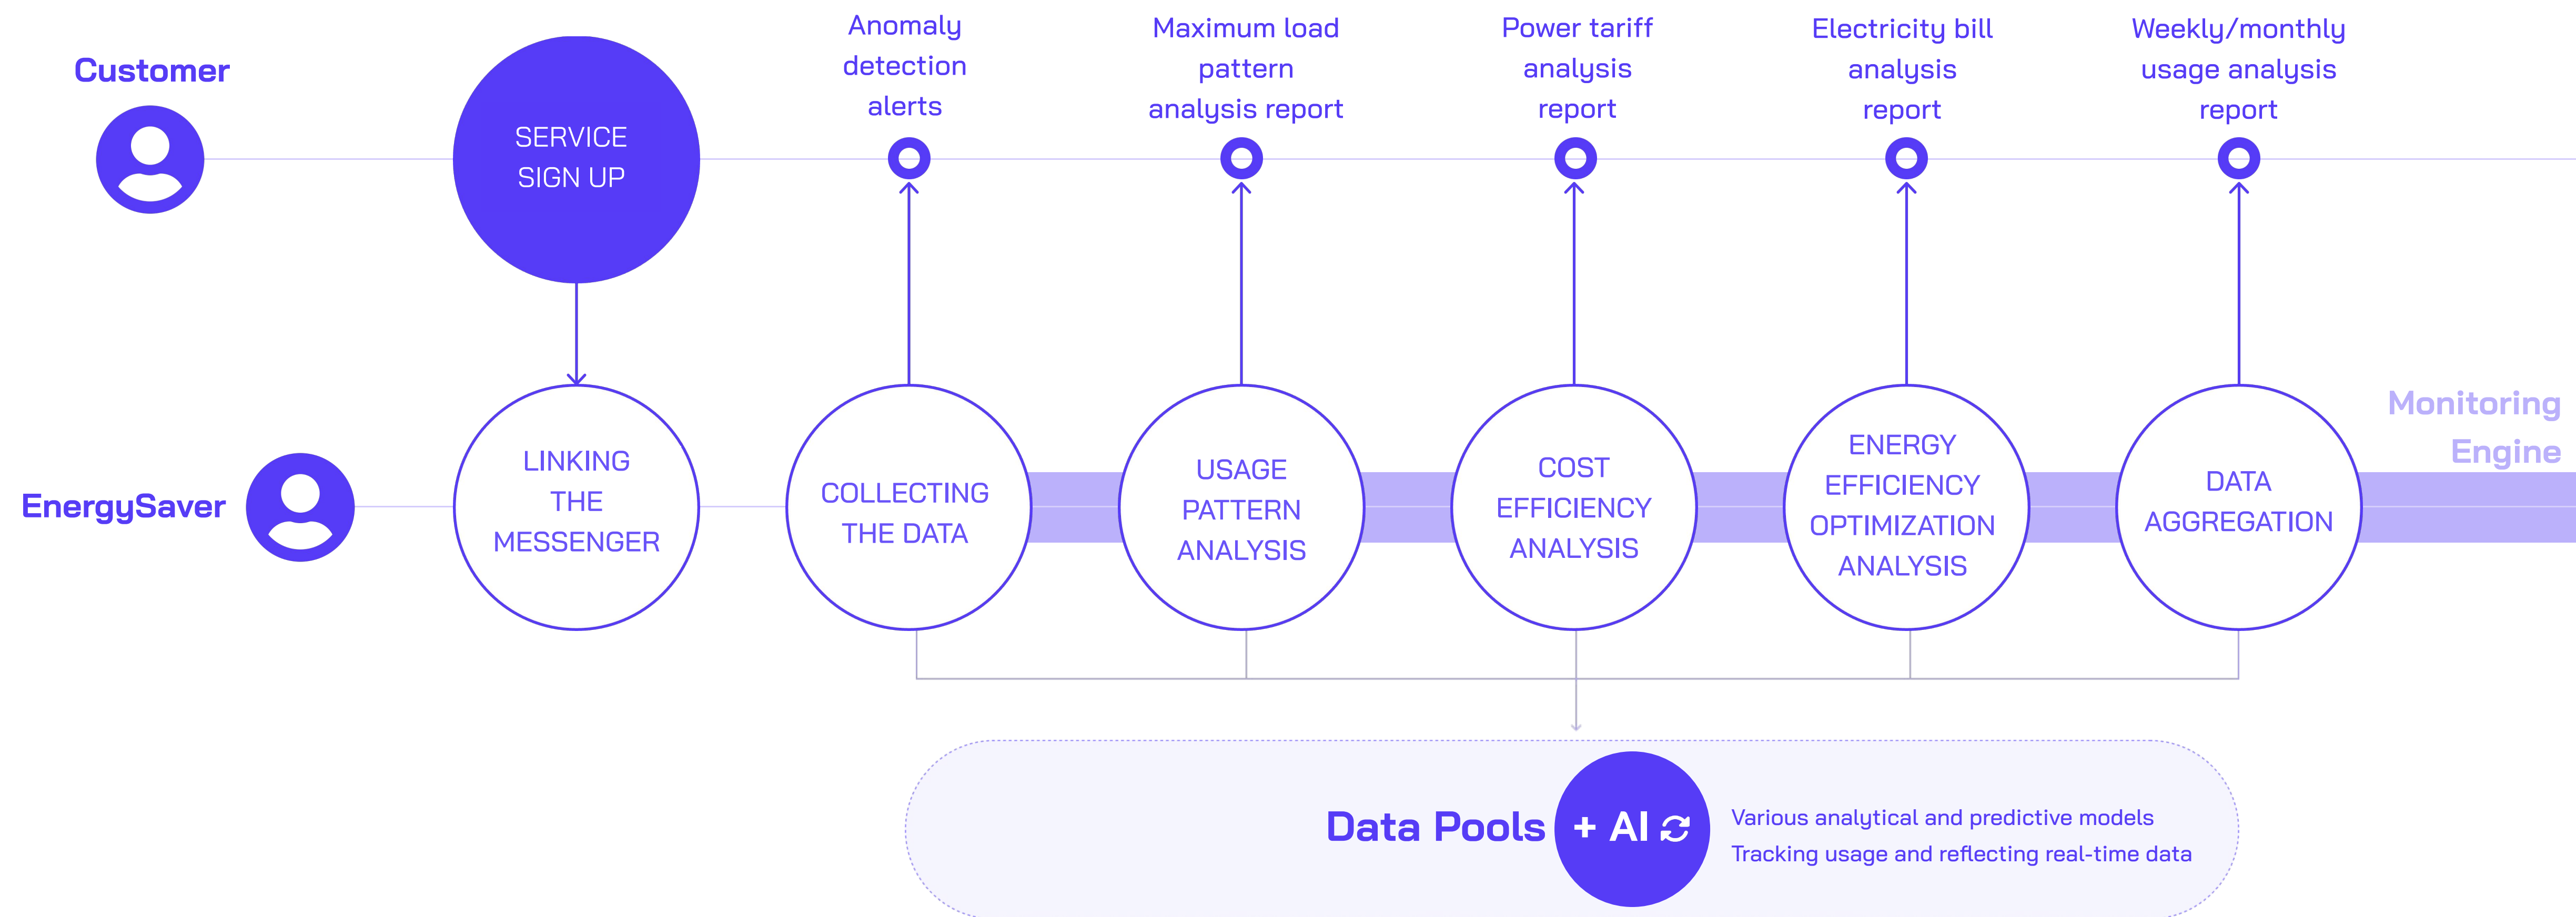 Customer
SERVICE
SIGN UP
Anomaly
detection
alerts
Maximum load
pattern
analysis report
Power tariff
analysis
report
Electricity bill
analysis
report
Weekly/monthly
usage analysis
report
EnergySaver
LINKING
THE
MESSENGER
COLLECTING
THE DATA
USAGE
PATTERN
ANALYSIS
COST
EFFICIENCY
ANALYSIS
ENERGY
EFFICIENCY
OPTIMIZATION
ANALYSIS
DATA
AGGREGATION
Monitoring
Engine
Data Pools
+ AI
Various analytical and predictive models
Tracking usage and reflecting real-time data